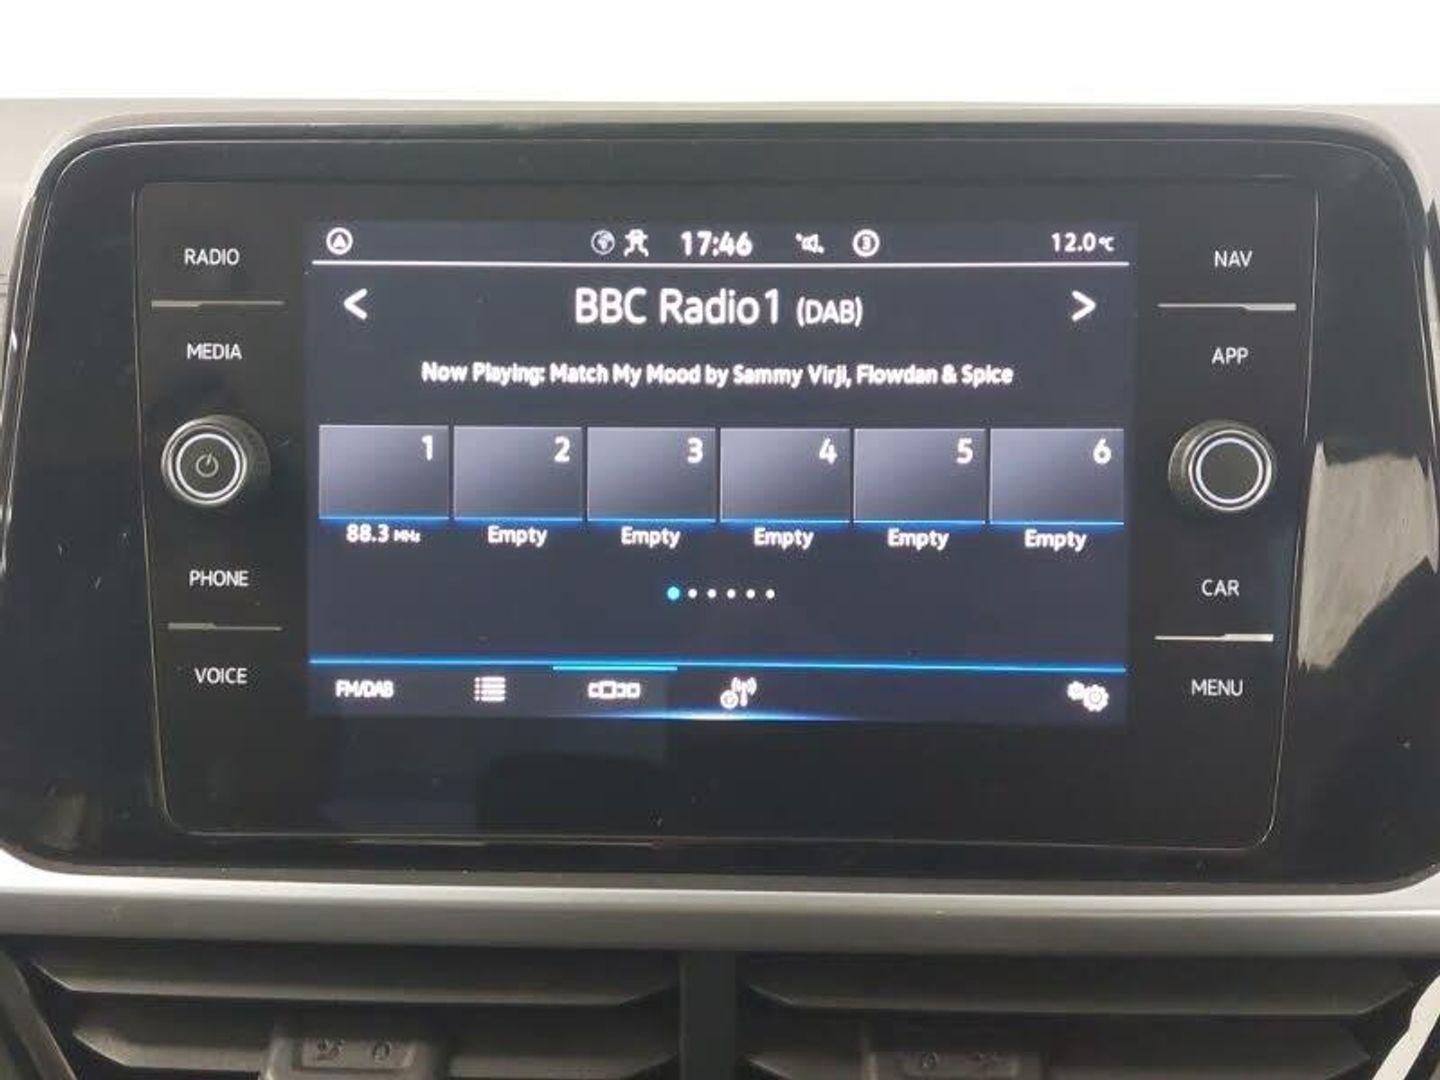 RADIO
MEDIA
PHONE
VOICE
17:46
3
12.0°C
< BBC Radio1 (DAB) >
Now Playing: Match My Mood by Sammy Virji, Flowdan & Spice
1 2 3 4 5 6
88.3 MHz Empty Empty Empty Empty Empty
FM/DAB
NAV
APP
CAR
MENU